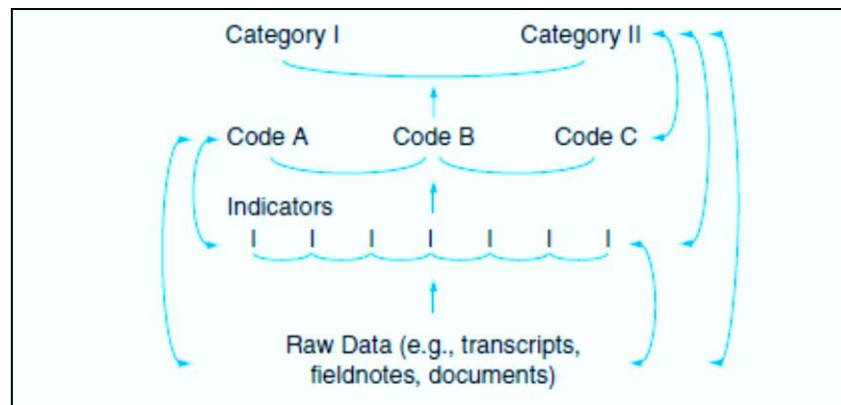 Category I Category II
Code A Code B Code C
Indicators
I I I I I I I
Raw Data (e.g., transcripts,
fieldnotes, documents)